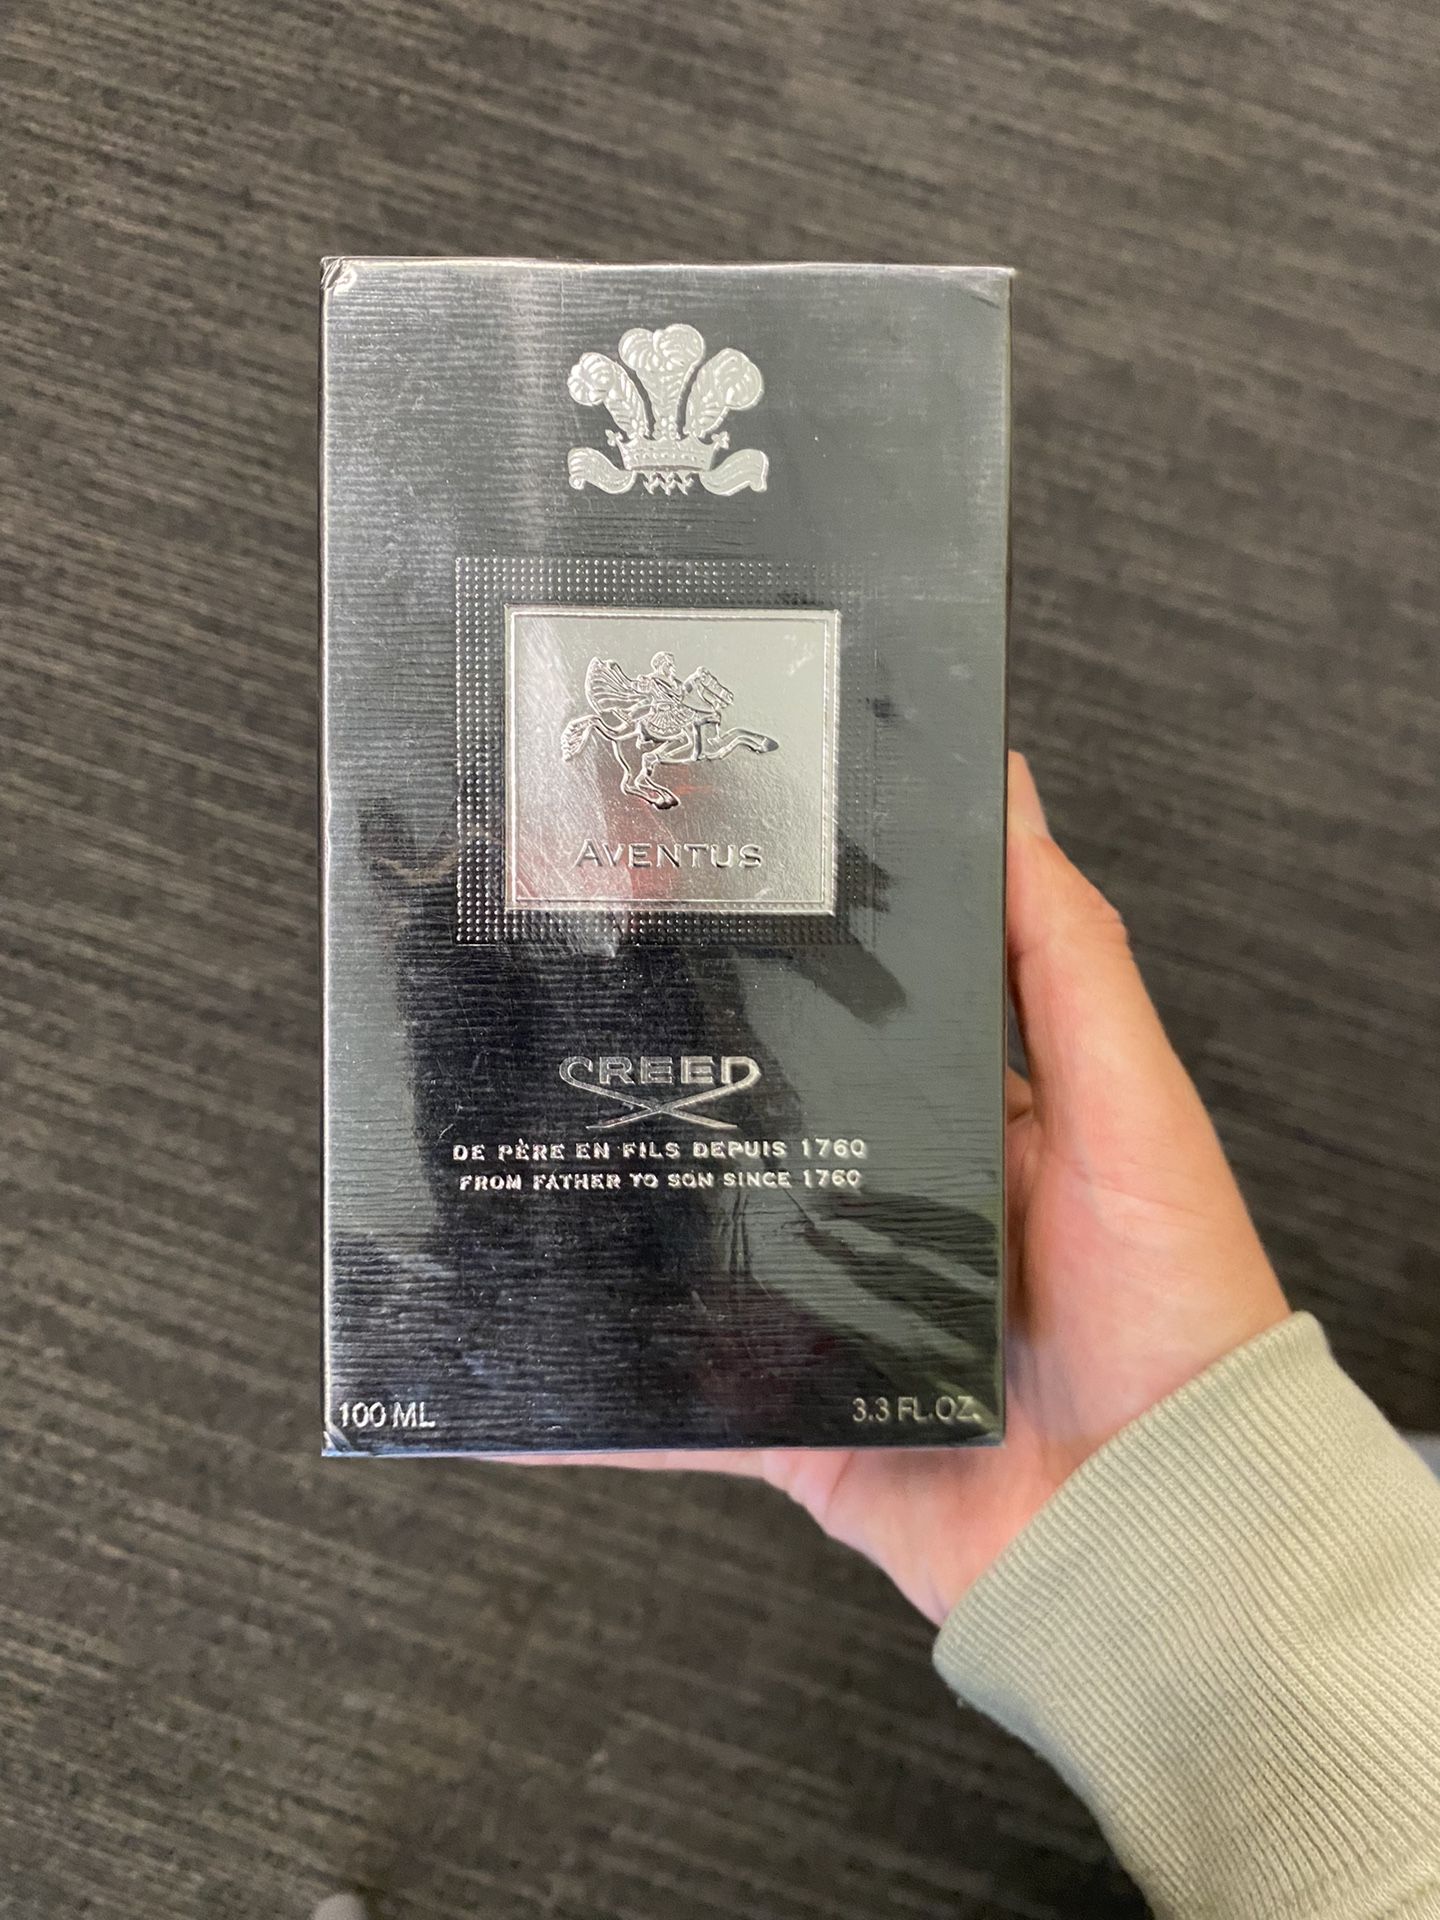 AVENTUS
CREED
DE PÈRE EN FILS DEPUIS 1760
FROM FATHER TO SON SINCE 1760
100 ML
3.3 FL.OZ.